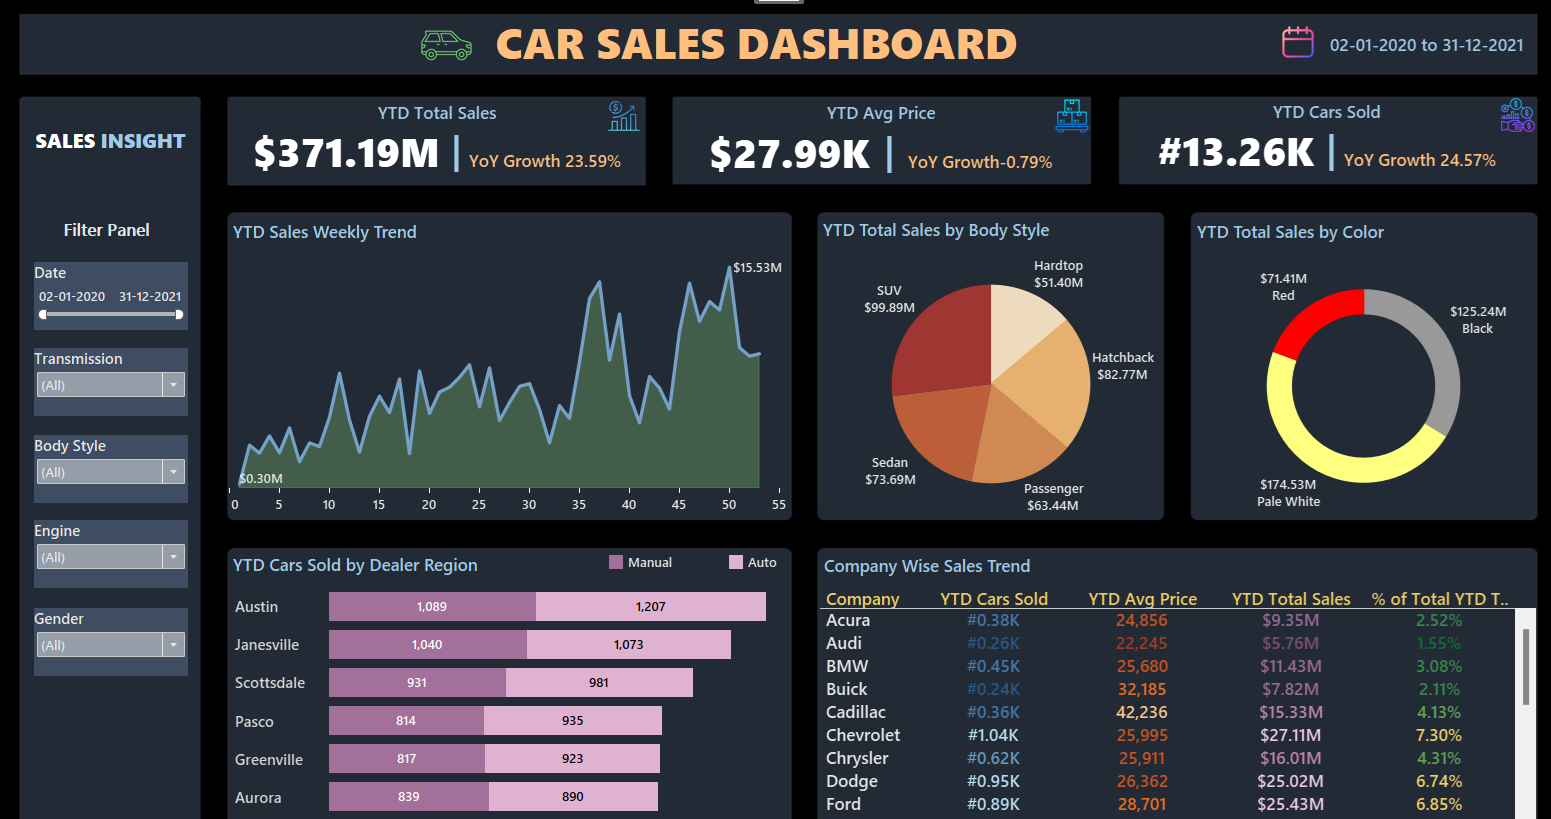 CAR SALES DASHBOARD
02-01-2020 to 31-12-2021
SALES INSIGHT
Filter Panel
Date
02-01-2020 31-12-2021
Transmission
(All)
Body Style
(All)
Engine
(All)
Gender
(All)
YTD Total Sales
$371.19M | YoY Growth 23.59%
YTD Avg Price
$27.99K | YoY Growth-0.79%
YTD Cars Sold
#13.26K | YoY Growth 24.57%
YTD Sales Weekly Trend
$15.53M
$0.30M
0 5 10 15 20 25 30 35 40 45 50 55
YTD Total Sales by Body Style
Hardtop
$51.40M
SUV
$99.89M
Hatchback
$82.77M
Sedan
$73.69M
Passenger
$63.44M
YTD Total Sales by Color
$71.41M
Red
$125.24M
Black
$174.53M
Pale White
YTD Cars Sold by Dealer Region
Manual Auto
Austin 1,089 1,207
Janesville 1,040 1,073
Scottsdale 931 981
Pasco 814 935
Greenville 817 923
Aurora 839 890
Company Wise Sales Trend
Company YTD Cars Sold YTD Avg Price YTD Total Sales % of Total YTD T..
Acura #0.38K 24,856 $9.35M 2.52%
Audi #0.26K 22,245 $5.76M 1.55%
BMW #0.45K 25,680 $11.43M 3.08%
Buick #0.24K 32,185 $7.82M 2.11%
Cadillac #0.36K 42,236 $15.33M 4.13%
Chevrolet #1.04K 25,995 $27.11M 7.30%
Chrysler #0.62K 25,911 $16.01M 4.31%
Dodge #0.95K 26,362 $25.02M 6.74%
Ford #0.89K 28,701 $25.43M 6.85%